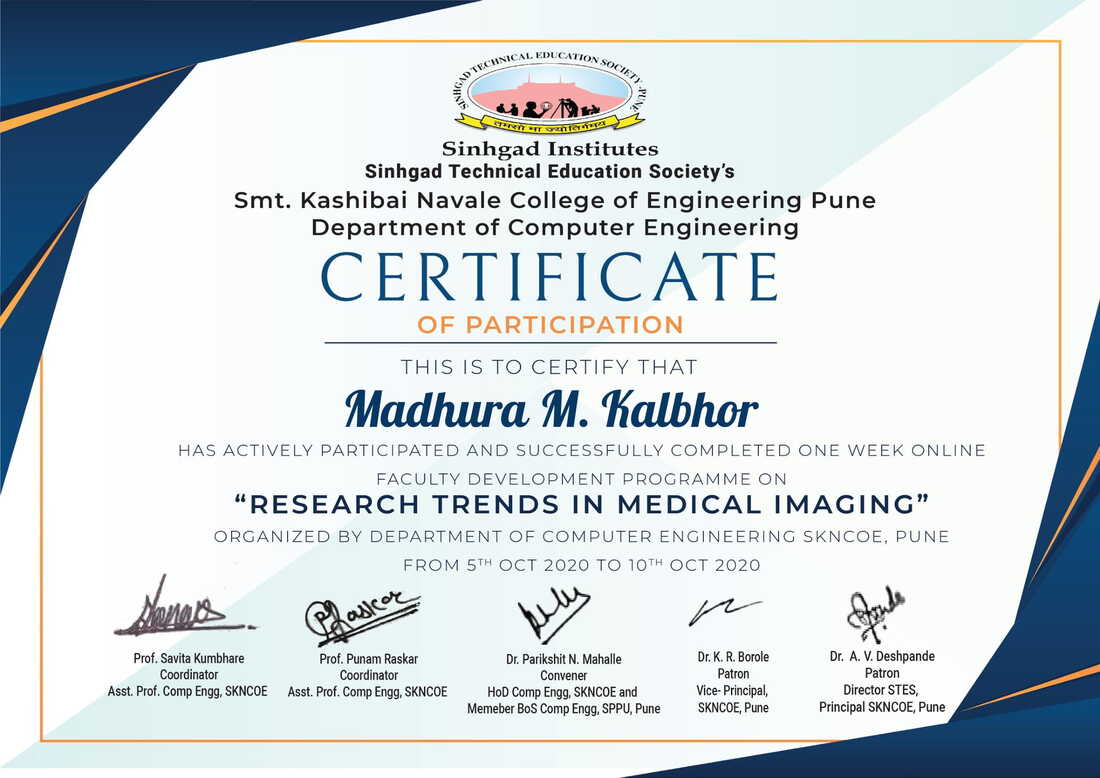 SINHGAD TECHNICAL EDUCATION SOCIETY, PUNE.
तमसो मा ज्योतिर्गमय
Sinhgad Institutes
Sinhgad Technical Education Society's
Smt. Kashibai Navale College of Engineering Pune
Department of Computer Engineering
CERTIFICATE
OF PARTICIPATION
THIS IS TO CERTIFY THAT
Madhura M. Kalbhor
HAS ACTIVELY PARTICIPATED AND SUCCESSFULLY COMPLETED ONE WEEK ONLINE
FACULTY DEVELOPMENT PROGRAMME ON
“RESEARCH TRENDS IN MEDICAL IMAGING”
ORGANIZED BY DEPARTMENT OF COMPUTER ENGINEERING SKNCOE, PUNE
FROM 5TH OCT 2020 TO 10TH OCT 2020
PRaskar
Prof. Savita Kumbhare
Coordinator
Asst. Prof. Comp Engg, SKNCOE
Prof. Punam Raskar
Coordinator
Asst. Prof. Comp Engg, SKNCOE
Dr. Parikshit N. Mahalle
Convener
HoD Comp Engg, SKNCOE and
Memeber BoS Comp Engg, SPPU, Pune
Dr. K. R. Borole
Patron
Vice- Principal,
SKNCOE, Pune
Dr. A. V. Deshpande
Patron
Director STES,
Principal SKNCOE, Pune